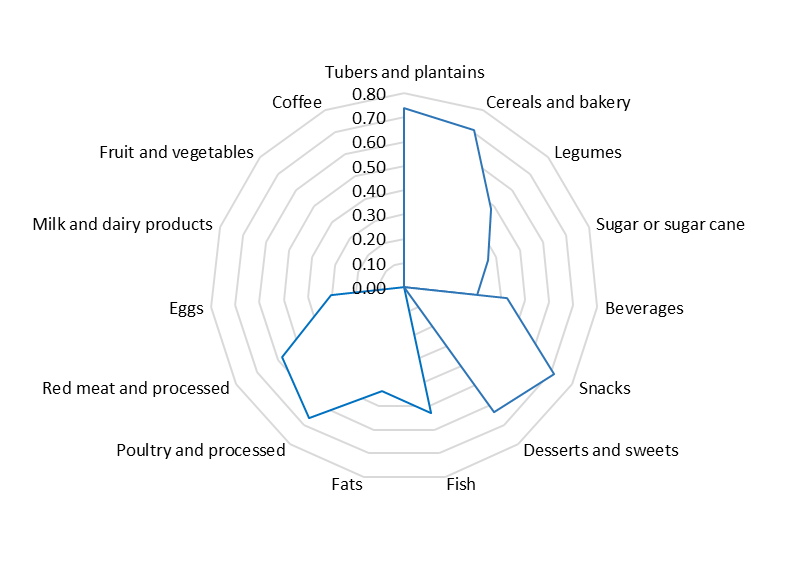 Tubers and plantains
Cereals and bakery
Legumes
Sugar or sugar cane
Beverages
Snacks
Desserts and sweets
Fish
Fats
Poultry and processed
Red meat and processed
Eggs
Milk and dairy products
Fruit and vegetables
Coffee
0.80
0.70
0.60
0.50
0.40
0.30
0.20
0.10
0.00